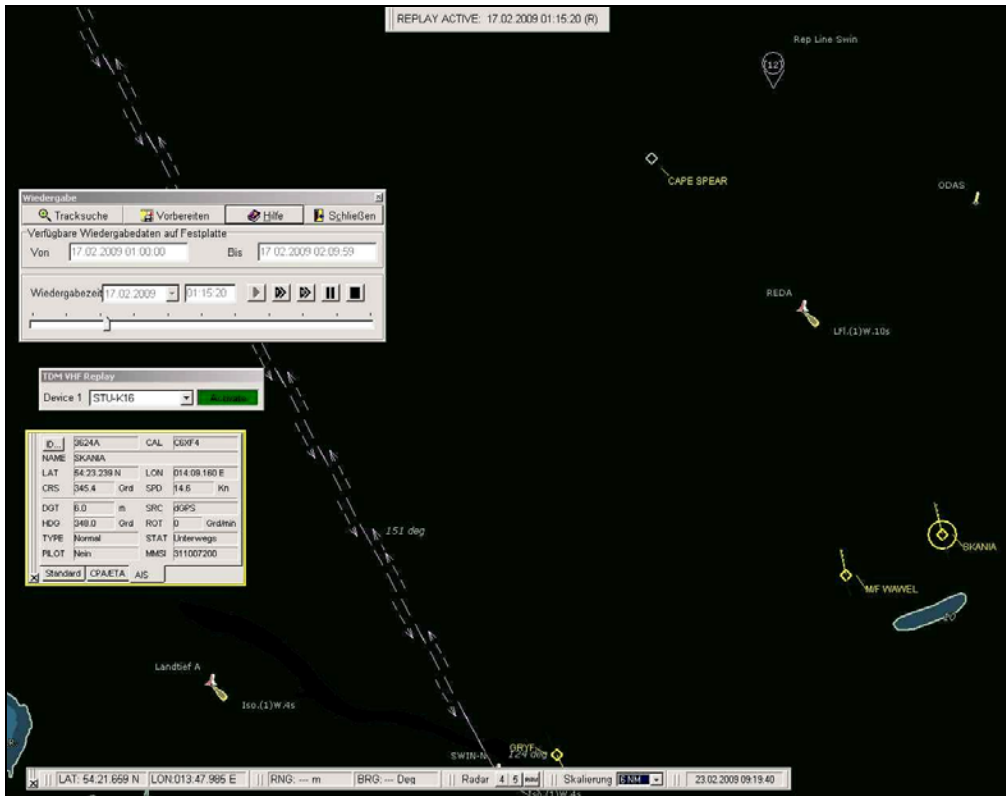 REPLAY ACTIVE: 17.02.2009 01:15:20 (R)
Rep Line Swin
12
CAPE SPEAR
ODAS
Wiedergabe
Tracksuche Vorbereiten Hilfe Schließen
Verfügbare Wiedergabedaten auf Festplatte
Von 17.02.2009 01:00:00 Bis 17.02.2009 02:09:59
Wiedergabezeit 17.02.2009 01:15:20
REDA
LFl.(1)W.10s
TDM VHF Replay
Device 1 STU-K16
ID... 3624A CAL C6XF4
NAME SKANIA
LAT 54:23.239 N LON 014:09.160 E
CRS 345.4 Grd SPD 14.6 Kn
DGT 6.0 m SRC dGPS
HDG 348.0 Grd ROT 0 Grd/min
TYPE Normal STAT Unterwegs
PILOT Nein MMSI 311007200
Standard CPA/ETA AIS
151 deg
SKANIA
M/F WAWEL
20
Landtief A
Iso.(1)W.4s
GRYF
SWIN-N 124 deg
LAT: 54:21.659 N LON:013:47.985 E RNG: --- m BRG: --- Deg Radar 4 5 Skalierung 6 NM 23.02.2009 09:19:40
Iso.(1)W.4s